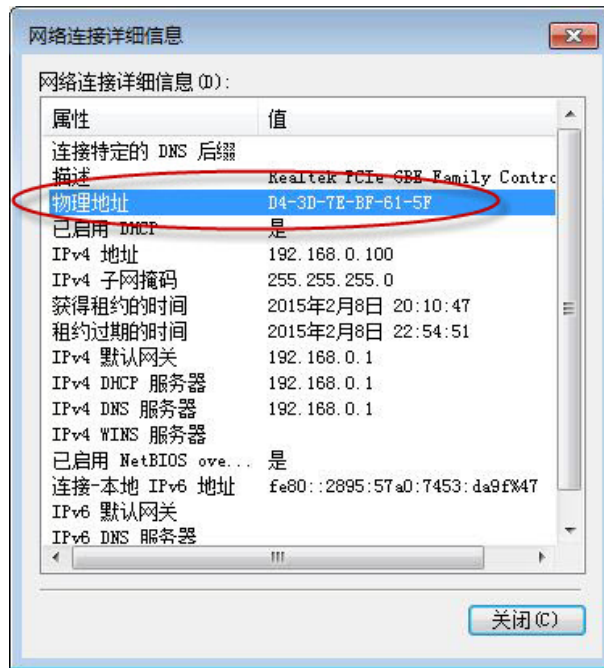 网络连接详细信息
网络连接详细信息(D):
属性 值
连接特定的 DNS 后缀
描述 Realtek PCIe GBE Family Contro
物理地址 D4-3D-7E-BF-61-5F
已启用 DHCP 是
IPv4 地址 192.168.0.100
IPv4 子网掩码 255.255.255.0
获得租约的时间 2015年2月8日 20:10:47
租约过期的时间 2015年2月8日 22:54:51
IPv4 默认网关 192.168.0.1
IPv4 DHCP 服务器 192.168.0.1
IPv4 DNS 服务器 192.168.0.1
IPv4 WINS 服务器
已启用 NetBIOS ove... 是
连接-本地 IPv6 地址 fe80::2895:57a0:7453:da9f%47
IPv6 默认网关
IPv6 DNS 服务器
关闭(C)